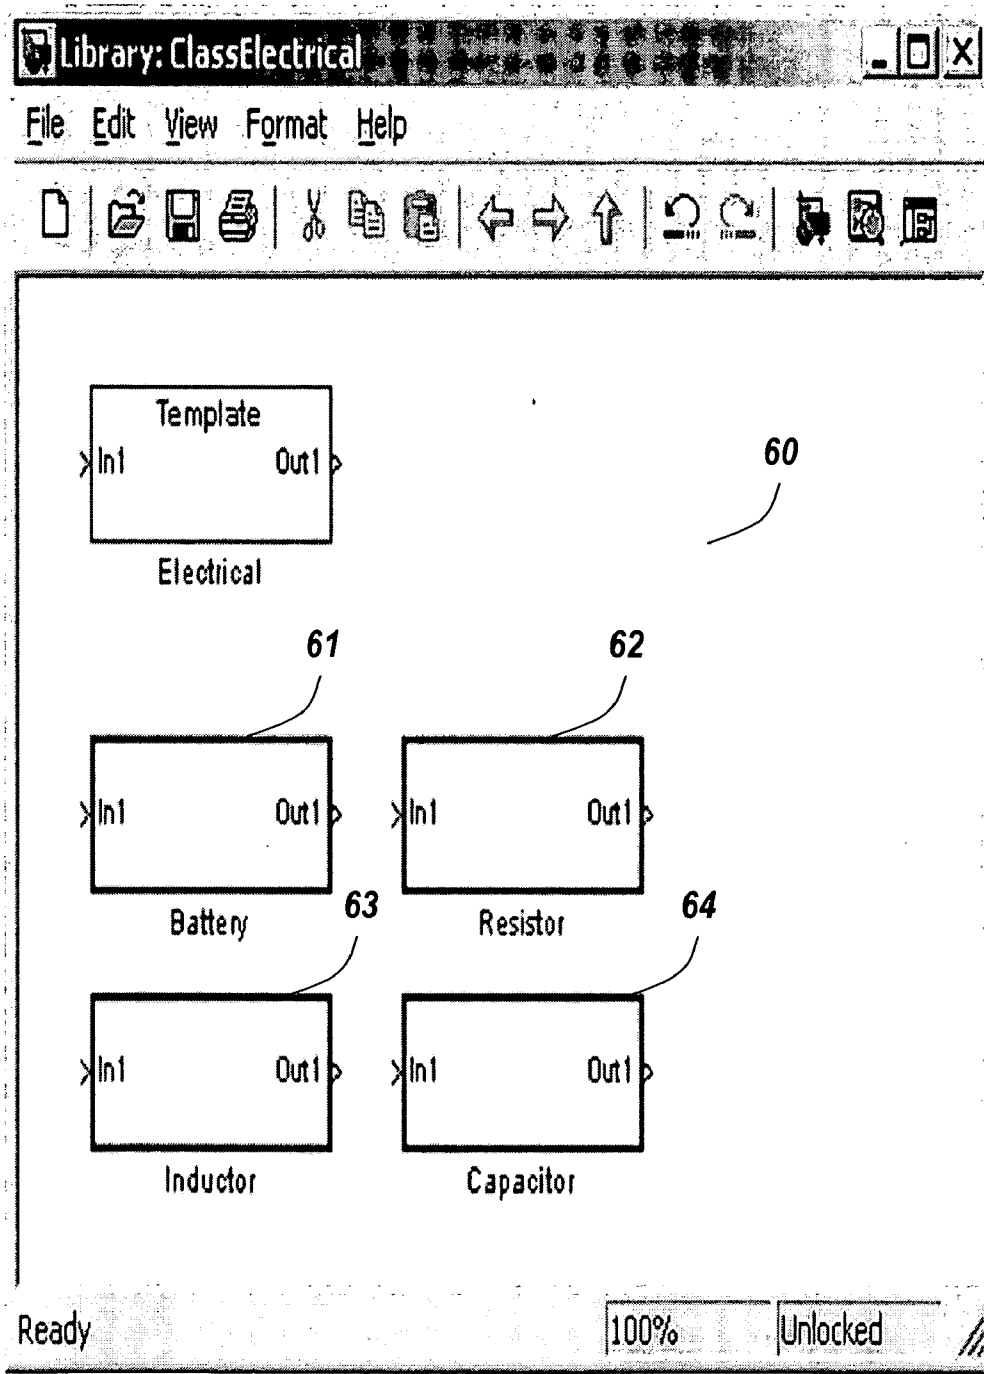 Library: ClassElectrical
File Edit View Format Help
Template
In1 Out1
Electrical
60
61 62
In1 Out1 In1 Out1
Battery Resistor
63 64
In1 Out1 In1 Out1
Inductor Capacitor
Ready 100% Unlocked